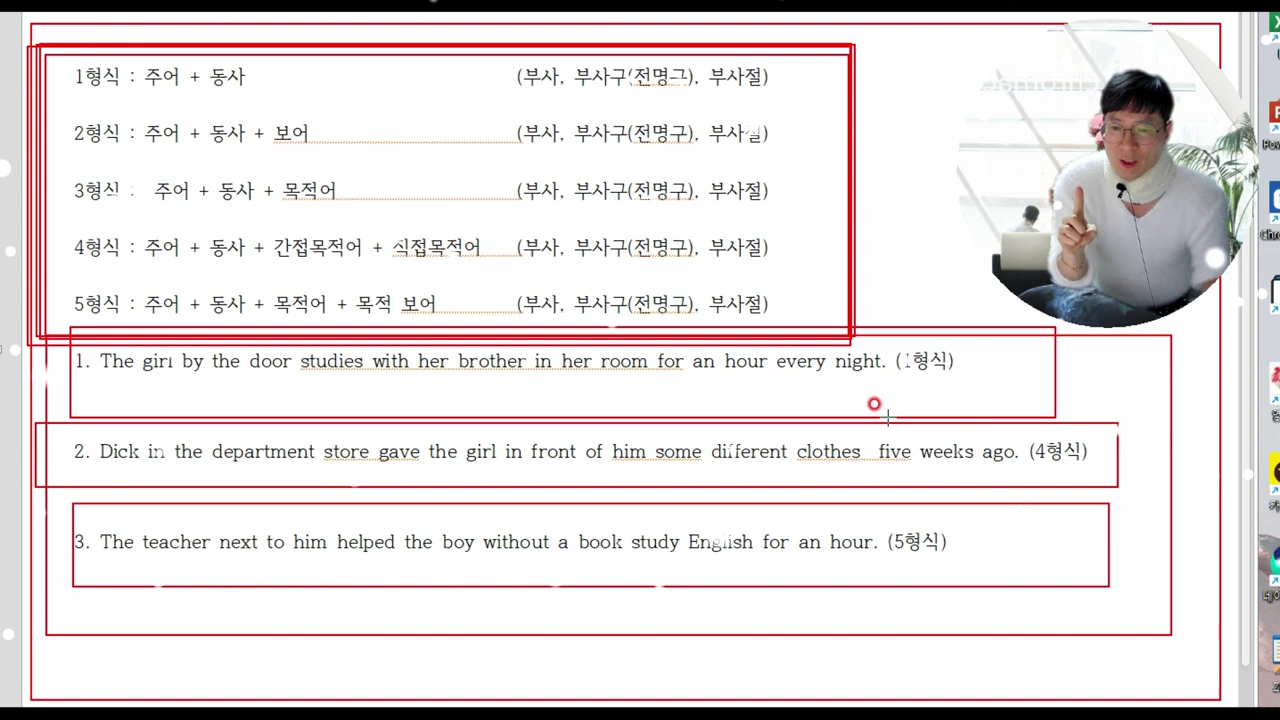 1형식 : 주어 + 동사 (부사, 부사구(전명구), 부사절)
2형식 : 주어 + 동사 + 보어 (부사, 부사구(전명구), 부사절)
3형식 : 주어 + 동사 + 목적어 (부사, 부사구(전명구), 부사절)
4형식 : 주어 + 동사 + 간접목적어 + 직접목적어 (부사, 부사구(전명구), 부사절)
5형식 : 주어 + 동사 + 목적어 + 목적 보어 (부사, 부사구(전명구), 부사절)
1. The girl by the door studies with her brother in her room for an hour every night. (1형식)
2. Dick in the department store gave the girl in front of him some different clothes five weeks ago. (4형식)
3. The teacher next to him helped the boy without a book study English for an hour. (5형식)